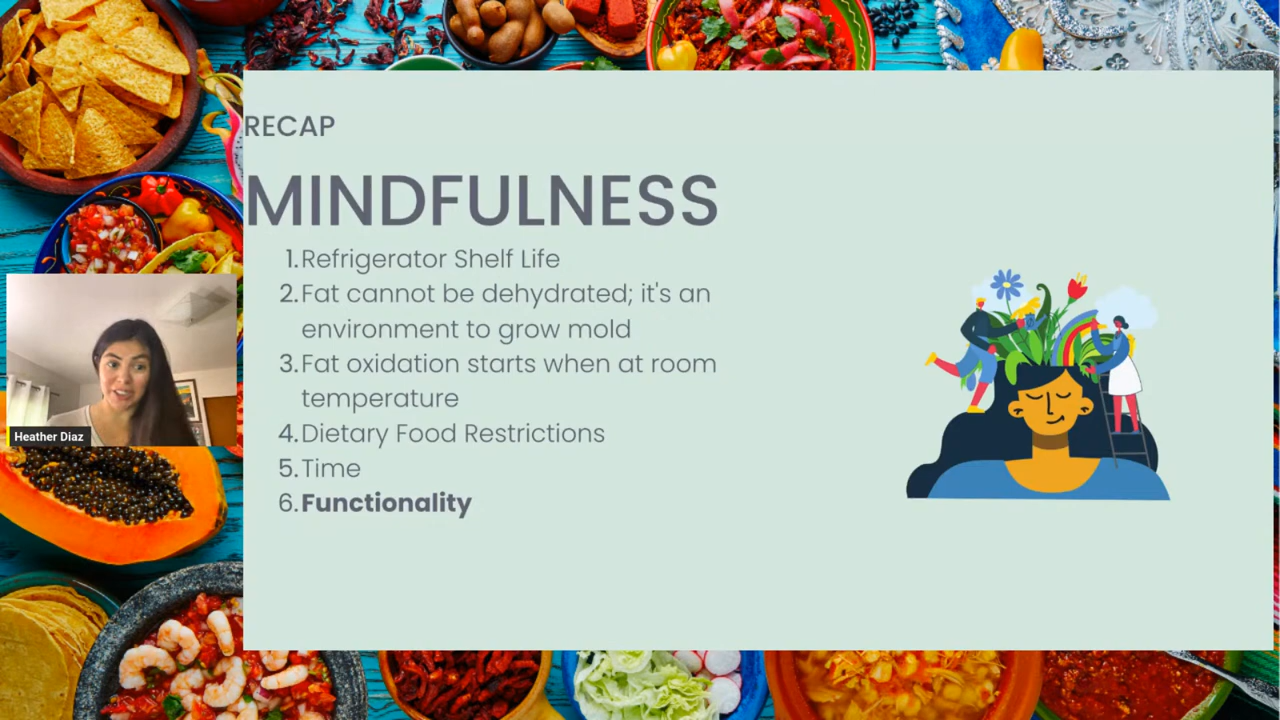 RECAP
MINDFULNESS
1. Refrigerator Shelf Life
2. Fat cannot be dehydrated; it's an
environment to grow mold
3. Fat oxidation starts when at room
temperature
4. Dietary Food Restrictions
5. Time
6. Functionality
Heather Diaz